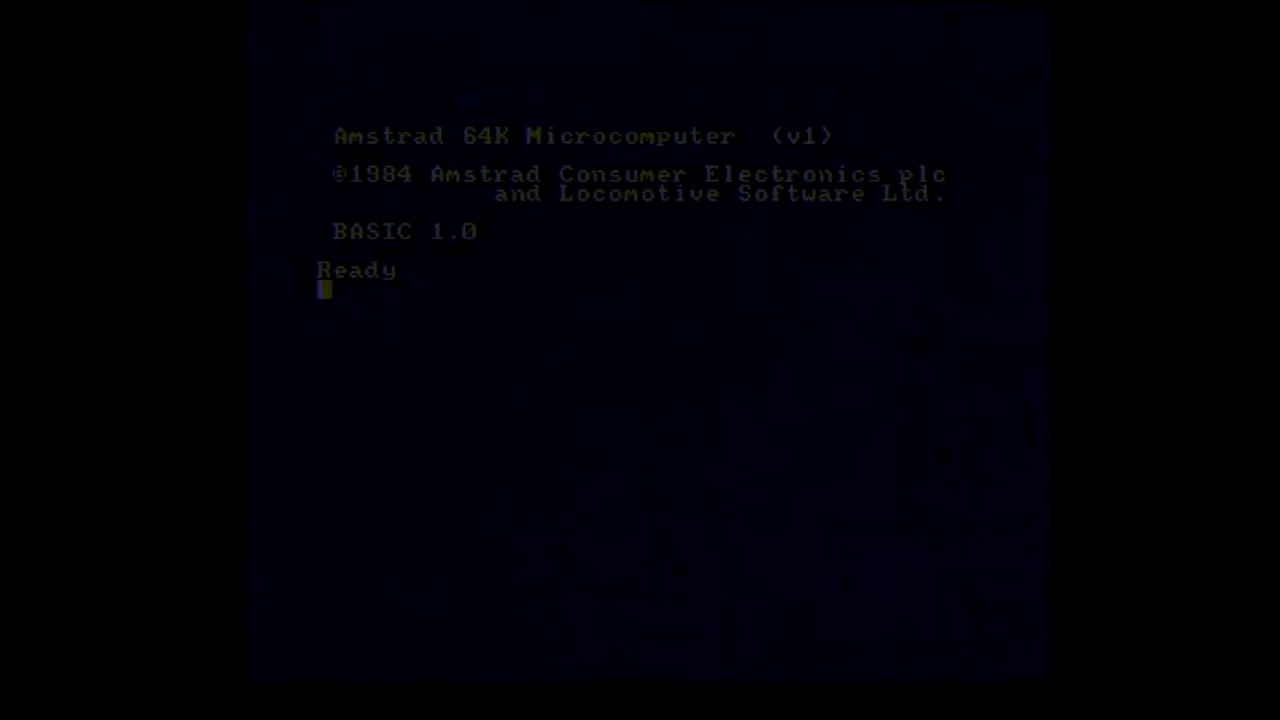 Amstrad 64K Microcomputer (v1)
©1984 Amstrad Consumer Electronics plc
and Locomotive Software Ltd.
BASIC 1.0
Ready